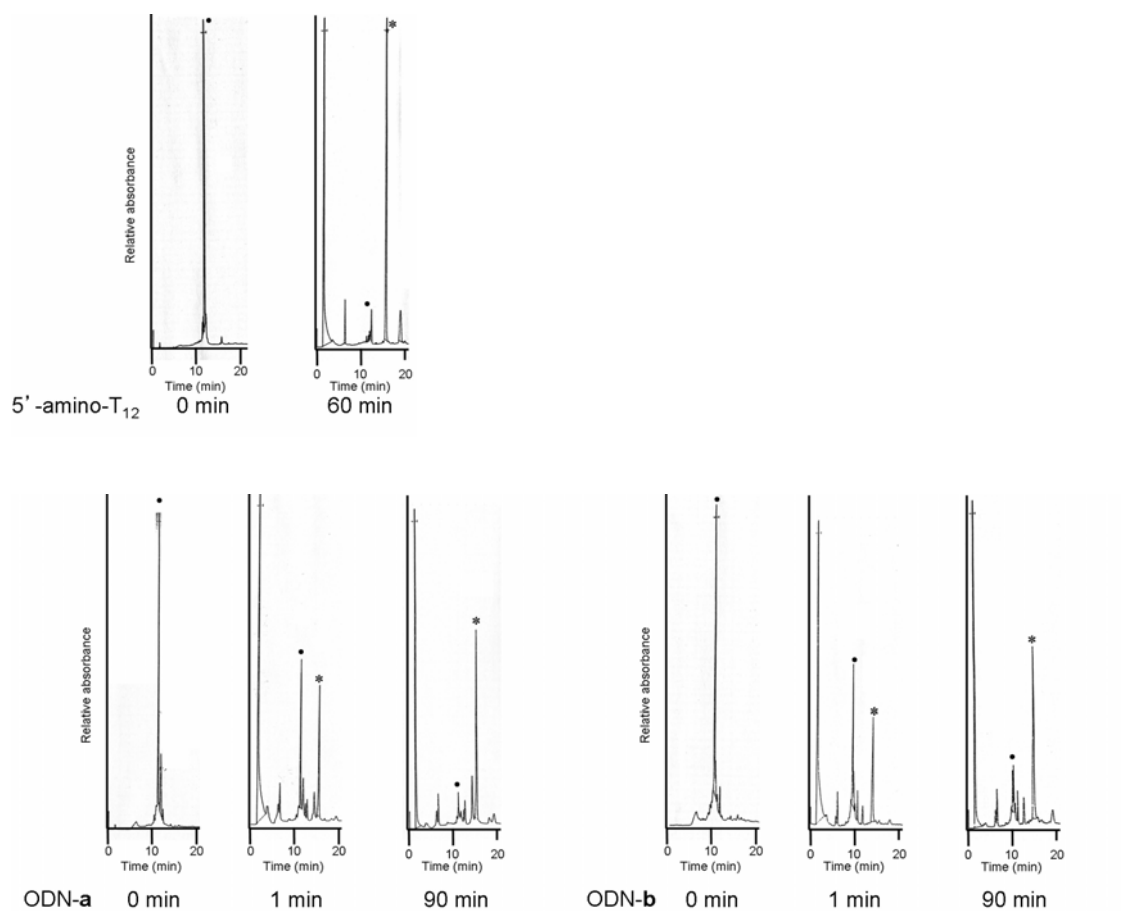 Relative absorbance
• *
•
0 10 20 0 10 20
Time (min) Time (min)
5'-amino-T12 0 min 60 min
Relative absorbance Relative absorbance
• • * • * • • * • *
0 10 20 0 10 20 0 10 20 0 10 20 0 10 20 0 10 20
Time (min) Time (min) Time (min) Time (min) Time (min) Time (min)
ODN-a 0 min 1 min 90 min ODN-b 0 min 1 min 90 min